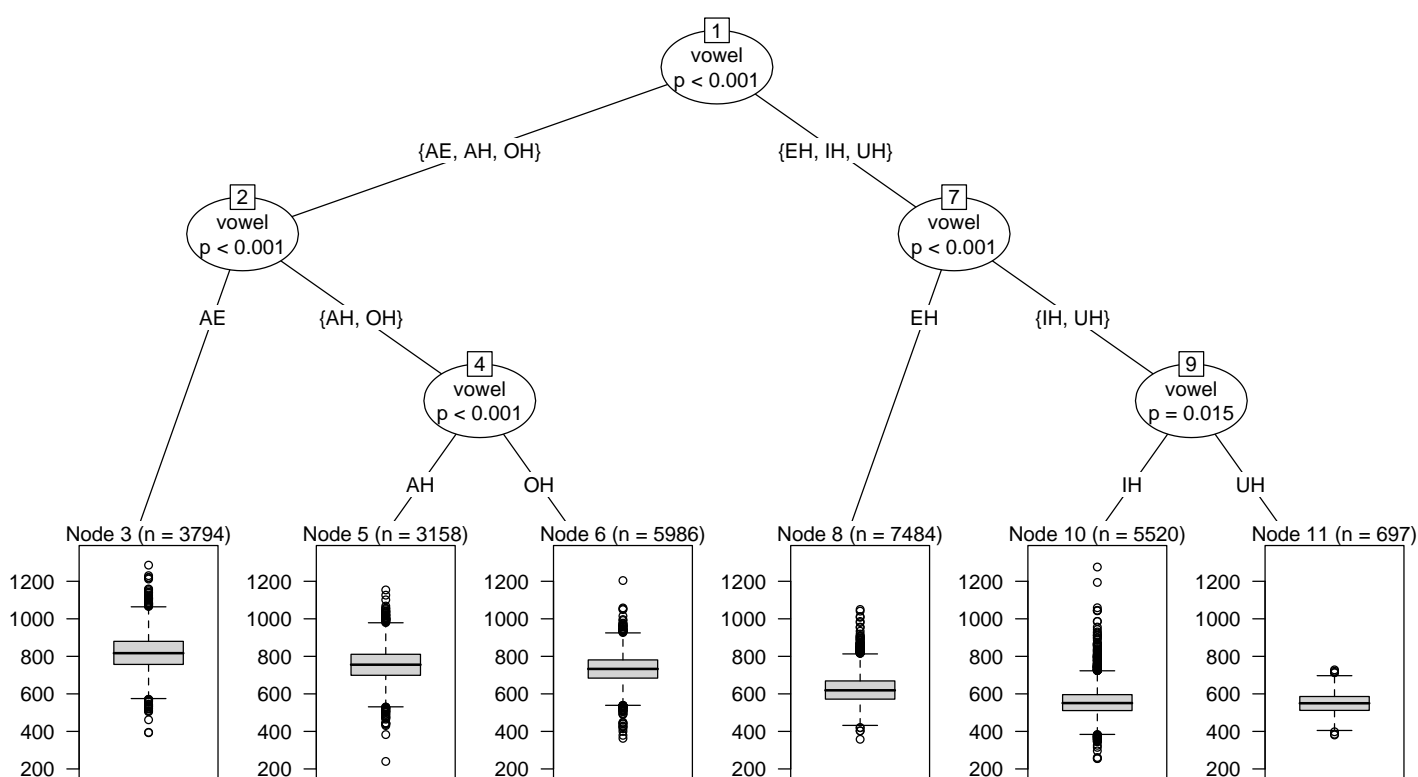 1
vowel
p < 0.001
{AE, AH, OH}
{EH, IH, UH}
2
vowel
p < 0.001
7
vowel
p < 0.001
AE
{AH, OH}
EH
{IH, UH}
4
vowel
p < 0.001
9
vowel
p = 0.015
AH
OH
IH
UH
Node 3 (n = 3794)
1200
1000
800
600
400
200
Node 5 (n = 3158)
1200
1000
800
600
400
200
Node 6 (n = 5986)
1200
1000
800
600
400
200
Node 8 (n = 7484)
1200
1000
800
600
400
200
Node 10 (n = 5520)
1200
1000
800
600
400
200
Node 11 (n = 697)
1200
1000
800
600
400
200